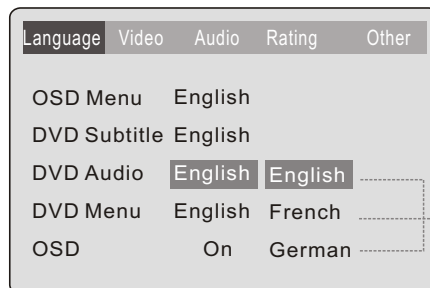 Language Video Audio Rating Other
OSD Menu English
DVD Subtitle English
DVD Audio English English
DVD Menu English French
OSD On German